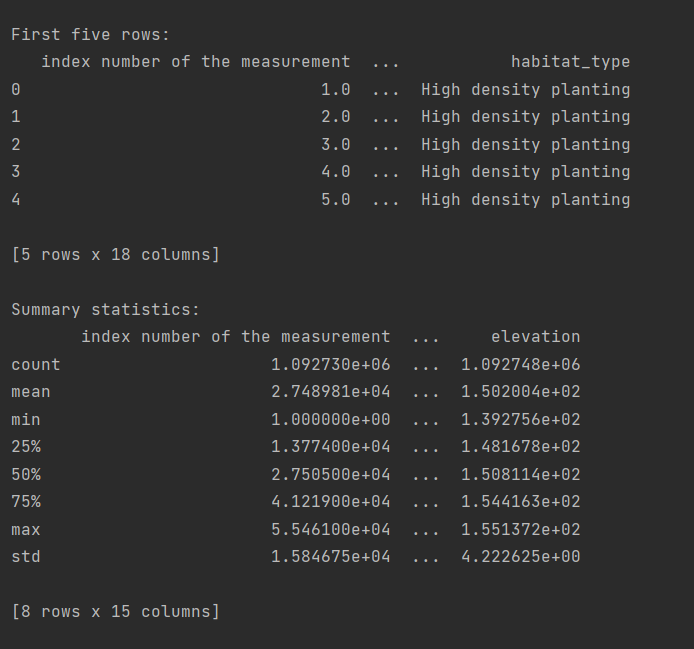 First five rows:
   index number of the measurement  ...           habitat_type
0                              1.0  ...  High density planting
1                              2.0  ...  High density planting
2                              3.0  ...  High density planting
3                              4.0  ...  High density planting
4                              5.0  ...  High density planting
[5 rows x 18 columns]
Summary statistics:
       index number of the measurement  ...     elevation
count                     1.092730e+06  ...  1.092748e+06
mean                      2.748981e+04  ...  1.502004e+02
min                       1.000000e+00  ...  1.392756e+02
25%                       1.377400e+04  ...  1.481678e+02
50%                       2.750500e+04  ...  1.508114e+02
75%                       4.121900e+04  ...  1.544163e+02
max                       5.546100e+04  ...  1.551372e+02
std                       1.584675e+04  ...  4.222625e+00
[8 rows x 15 columns]